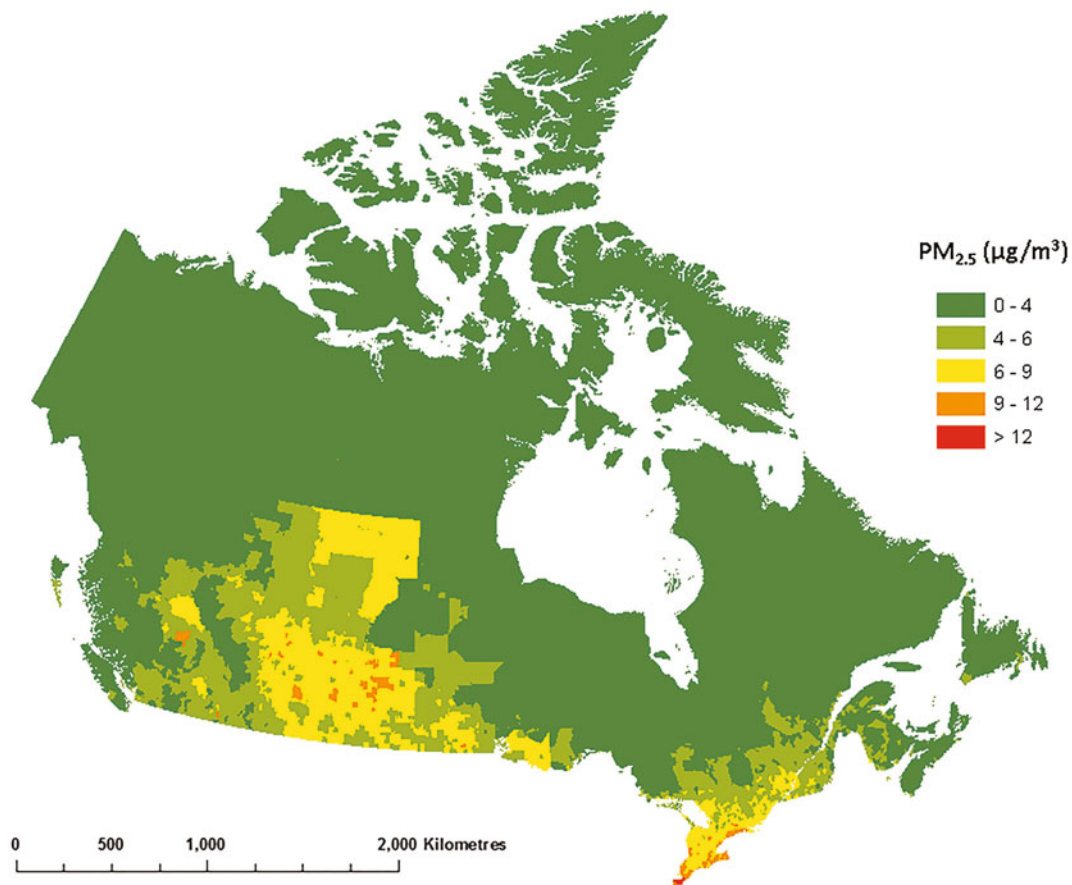 PM₂.₅ (µg/m³)
0 - 4
4 - 6
6 - 9
9 - 12
> 12
0 500 1,000 2,000 Kilometres